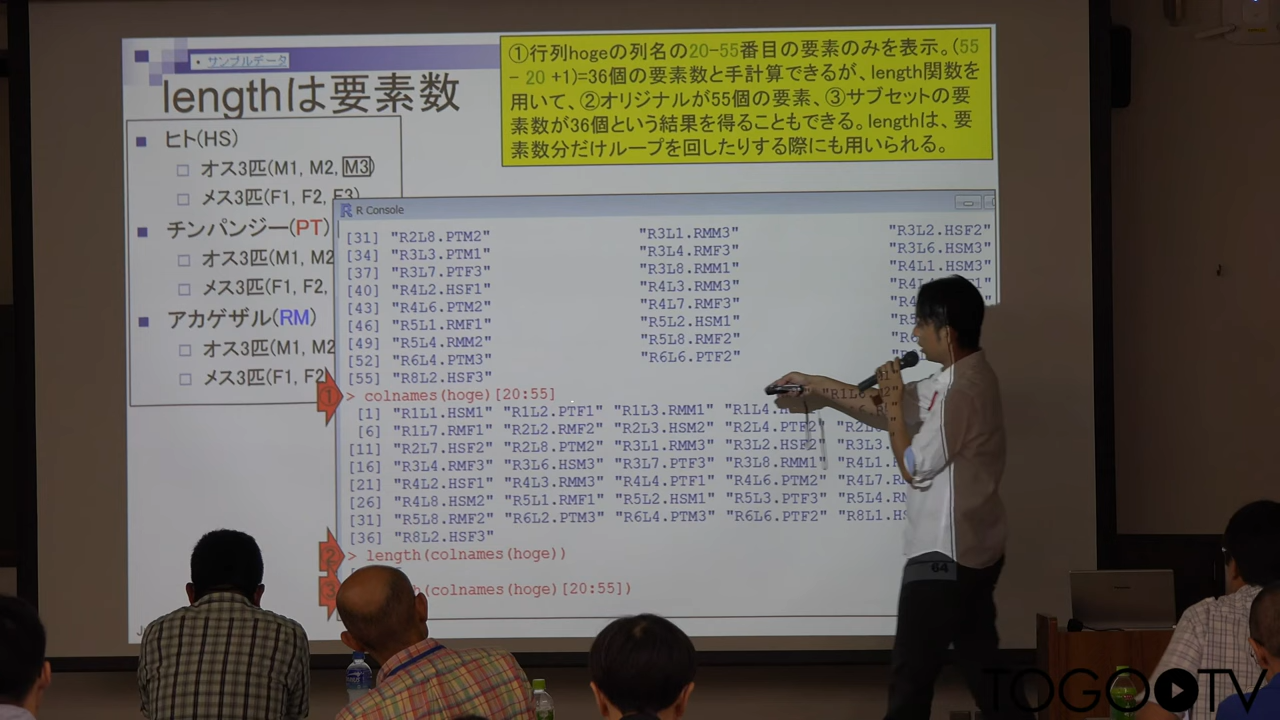 ・サンプルデータ
lengthは要素数
①行列hogeの列名の20-55番目の要素のみを表示。(55
- 20 +1)=36個の要素数と手計算できるが、length関数を
用いて、②オリジナルが55個の要素、③サブセットの要
素数が36個という結果を得ることもできる。lengthは、要
素数分だけループを回したりする際にも用いられる。
ヒト(HS)
オス3匹(M1, M2, M3)
メス3匹(F1, F2, F3)
チンパンジー(PT)
オス3匹(M1, M2
メス3匹(F1, F2,
アカゲザル(RM)
オス3匹(M1, M2
メス3匹(F1, F2
R Console
[31] "R2L8.PTM2" "R3L1.RMM3" "R3L2.HSF2"
[34] "R3L3.PTM1" "R3L4.RMF3" "R3L6.HSM3"
[37] "R3L7.PTF3" "R3L8.RMM1" "R4L1.HSM3"
[40] "R4L2.HSF1" "R4L3.RMM3"
[43] "R4L6.PTM2" "R4L7.RMF3"
[46] "R5L1.RMF1" "R5L2.HSM1"
[49] "R5L4.RMM2" "R5L8.RMF2"
[52] "R6L4.PTM3" "R6L6.PTF2"
[55] "R8L2.HSF3"
① > colnames(hoge)[20:55]
[1] "R1L1.HSM1" "R1L2.PTF1" "R1L3.RMM1" "R1L4.
[6] "R1L7.RMF1" "R2L2.RMF2" "R2L3.HSM2" "R2L4.PTF2"
[11] "R2L7.HSF2" "R2L8.PTM2" "R3L1.RMM3" "R3L2.HSF2" "R3L3.
[16] "R3L4.RMF3" "R3L6.HSM3" "R3L7.PTF3" "R3L8.RMM1" "R4L1.
[21] "R4L2.HSF1" "R4L3.RMM3" "R4L4.PTF1" "R4L6.PTM2" "R4L7.R
[26] "R4L8.HSM2" "R5L1.RMF1" "R5L2.HSM1" "R5L3.PTF3" "R5L4.RM
[31] "R5L8.RMF2" "R6L2.PTM3" "R6L4.PTM3" "R6L6.PTF2" "R8L1.HS
[36] "R8L2.HSF3"
② > length(colnames(hoge))
③ (colnames(hoge)[20:55])
64
TOGOTV